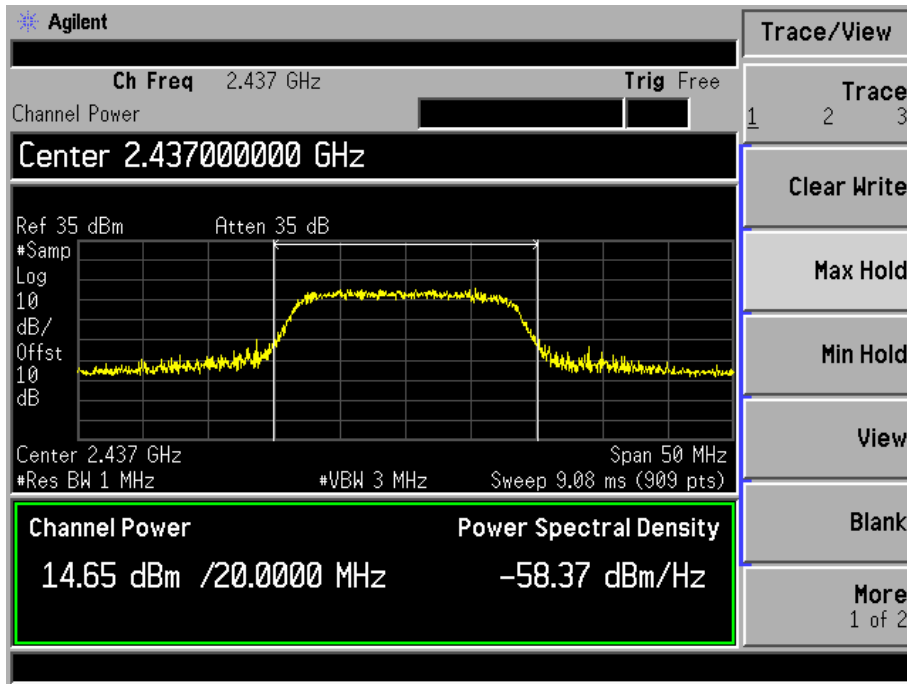 Agilent
Trace/View
Ch Freq 2.437 GHz Trig Free
Channel Power
Trace
1 2 3
Center 2.437000000 GHz
Clear Write
Ref 35 dBm Atten 35 dB
#Samp
Log
10
dB/
Offst
10
dB
Max Hold
Min Hold
Center 2.437 GHz Span 50 MHz
#Res BW 1 MHz #VBW 3 MHz Sweep 9.08 ms (909 pts)
View
Channel Power Power Spectral Density
14.65 dBm /20.0000 MHz -58.37 dBm/Hz
Blank
More
1 of 2